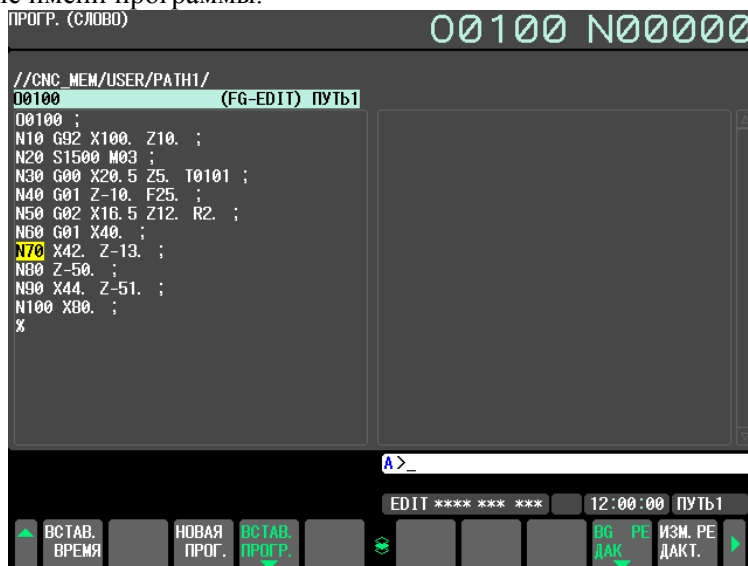 ие имени программы.
ПРОГР. (СЛОВО)
O0100 N00000
//CNC_MEM/USER/PATH1/
O0100 (FG-EDIT) ПУТЬ1
O0100 ;
N10 G92 X100. Z10. ;
N20 S1500 M03 ;
N30 G00 X20.5 Z5. T0101 ;
N40 G01 Z-10. F25. ;
N50 G02 X16.5 Z12. R2. ;
N60 G01 X40. ;
N70 X42. Z-13. ;
N80 Z-50. ;
N90 X44. Z-51. ;
N100 X80. ;
%
A>_
EDIT **** *** *** 12:00:00 ПУТЬ1
ВСТАВ. ВРЕМЯ
НОВАЯ ПРОГ.
ВСТАВ. ПРОГР.
BG РЕ ДАК
ИЗМ. РЕ ДАКТ.